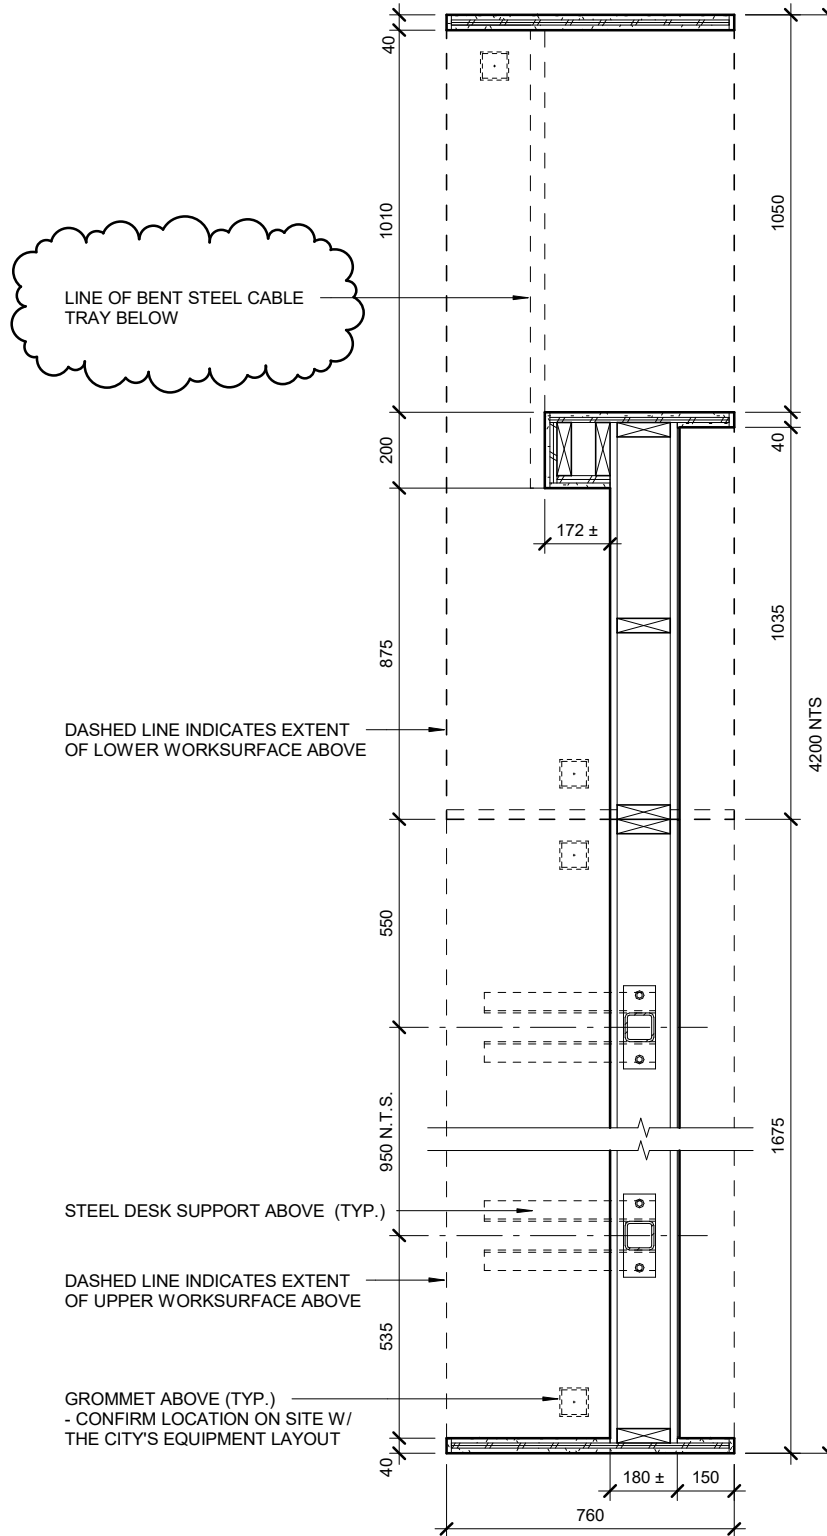 40
1010
1050
LINE OF BENT STEEL CABLE
TRAY BELOW
200
40
172 ±
875
1035
4200 NTS
DASHED LINE INDICATES EXTENT
OF LOWER WORKSURFACE ABOVE
550
950 N.T.S.
1675
STEEL DESK SUPPORT ABOVE (TYP.)
DASHED LINE INDICATES EXTENT
OF UPPER WORKSURFACE ABOVE
535
GROMMET ABOVE (TYP.)
- CONFIRM LOCATION ON SITE W/
THE CITY'S EQUIPMENT LAYOUT
40
180 ±
150
760